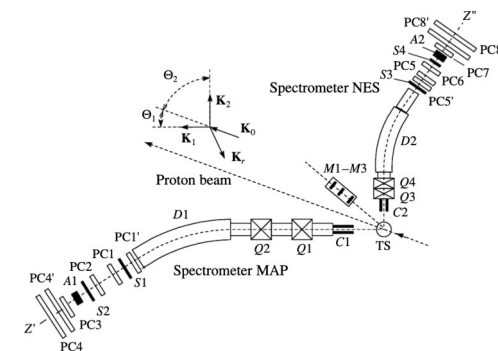 Z″
PC8′
A2
PC8
S4
PC7
PC5
PC6
S3
Spectrometer NES
PC5′
Θ₂
D2
Θ₁
K₂
K₀
K₁
Kᵣ
M1–M3
Proton beam
Q4
Q3
C2
D1
TS
Q2
Q1
C1
PC1′
PC1
Spectrometer MAP
PC2
S1
A1
PC4′
S2
PC3
Z′
PC4